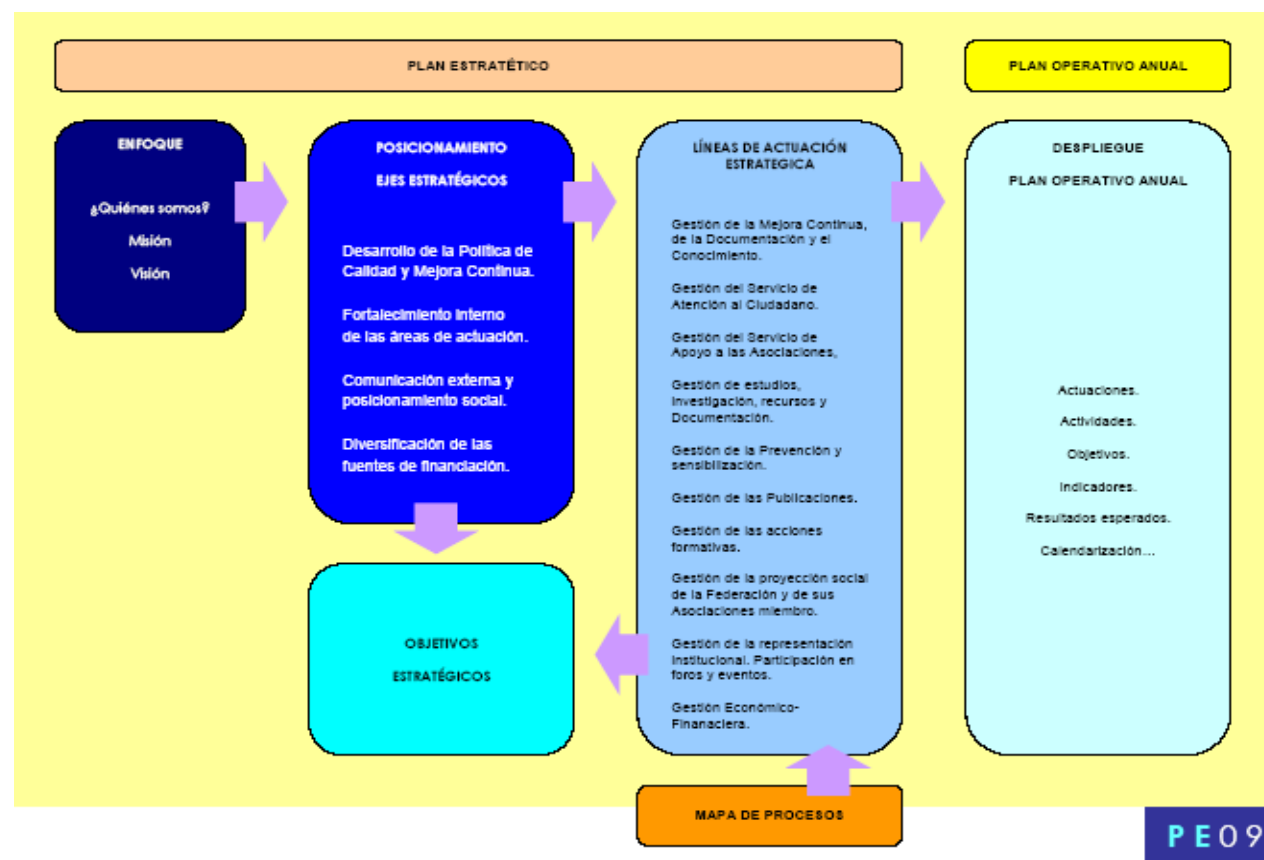 PLAN ESTRATÉTICO
PLAN OPERATIVO ANUAL
ENFOQUE
¿Quiénes somos?
Misión
Visión
POSICIONAMIENTO
EJES ESTRATÉGICOS
Desarrollo de la Política de
Calidad y Mejora Continua.
Fortalecimiento interno
de las áreas de actuación.
Comunicación externa y
posicionamiento social.
Diversificación de las
fuentes de financiación.
OBJETIVOS
ESTRATÉGICOS
LÍNEAS DE ACTUACIÓN
ESTRATEGICA
Gestión de la Mejora Continua,
de la Documentación y el
Conocimiento.
Gestión del Servicio de
Atención al Ciudadano.
Gestión del Servicio de
Apoyo a las Asociaciones,
Gestión de estudios,
investigación, recursos y
Documentación.
Gestión de la Prevención y
sensibilización.
Gestión de las Publicaciones.
Gestión de las acciones
formativas.
Gestión de la proyección social
de la Federación y de sus
Asociaciones miembro.
Gestión de la representación
institucional. Participación en
foros y eventos.
Gestión Económico-
Finanaciera.
MAPA DE PROCESOS
DESPLIEGUE
PLAN OPERATIVO ANUAL
Actuaciones.
Actividades.
Objetivos.
Indicadores.
Resultados esperados.
Calendarización...
PE09